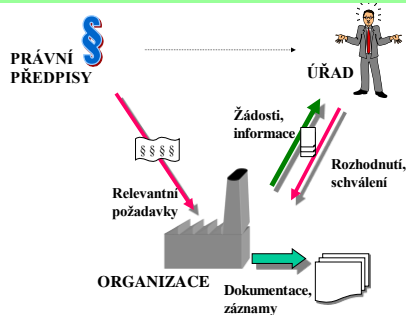 §
PRÁVNÍ
PŘEDPISY
ÚŘAD
Žádosti,
informace
§ § § §
Rozhodnutí,
schválení
Relevantní
požadavky
ORGANIZACE
Dokumentace,
záznamy